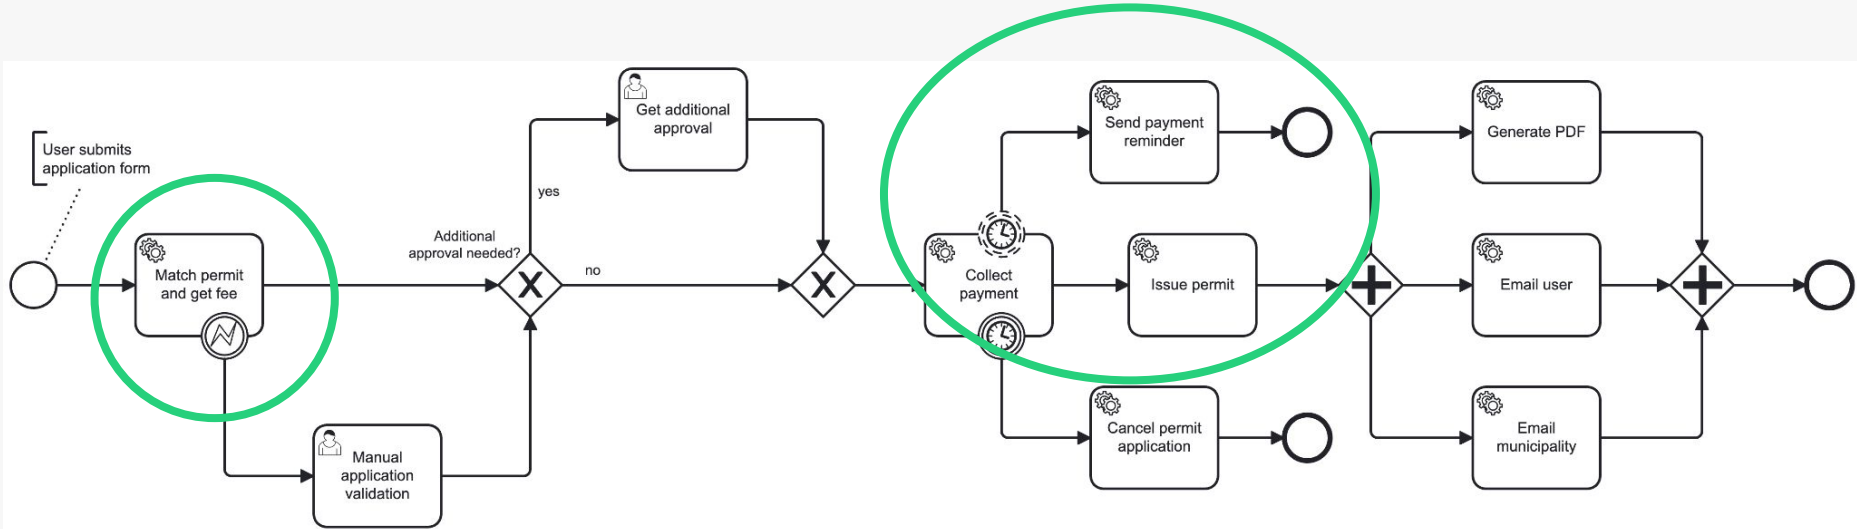 User submits
application form
Match permit
and get fee
Manual
application
validation
Additional
approval needed?
yes
no
Get additional
approval
Collect
payment
Send payment
reminder
Issue permit
Cancel permit
application
Generate PDF
Email user
Email
municipality